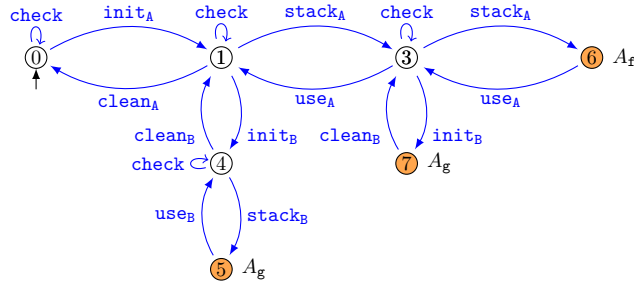 check init_A check stack_A check stack_A
0 1 3 6 A_f
clean_A use_A use_A
clean_B init_B clean_B init_B
check 4 7 A_g
use_B stack_B
5 A_g